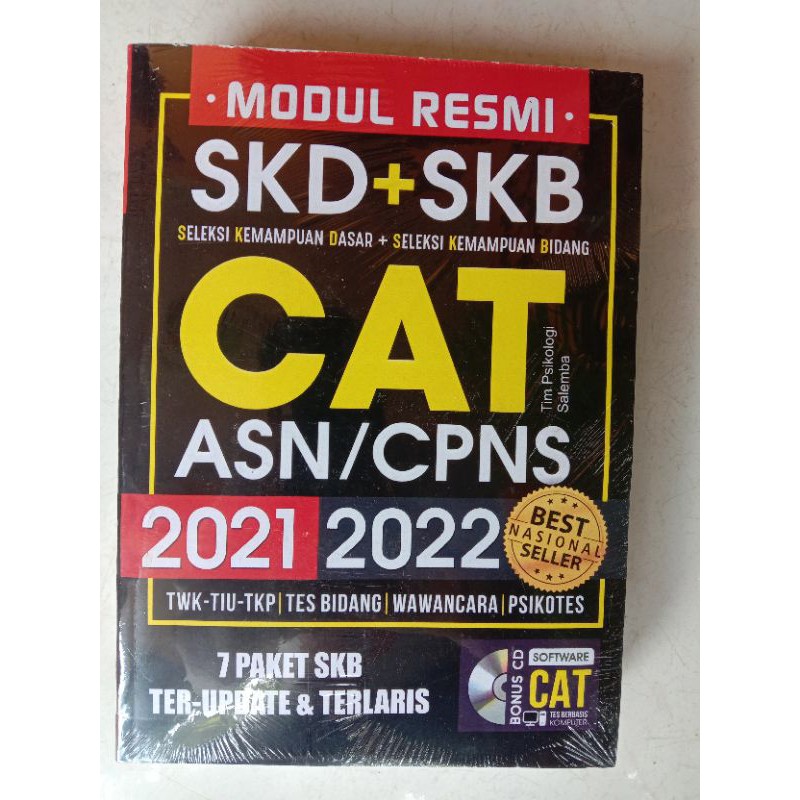 · MODUL RESMI ·
SKD+SKB
SELEKSI KEMAMPUAN DASAR + SELEKSI KEMAMPUAN BIDANG
CAT
Tim Psikologi
Salemba
ASN/CPNS
2021 2022
BEST
NASIONAL
SELLER
TWK-TIU-TKP|TES BIDANG|WAWANCARA|PSIKOTES
7 PAKET SKB
TER-UPDATE & TERLARIS
BONUS CD
SOFTWARE
CAT
TES BERBASIS
KOMPUTER